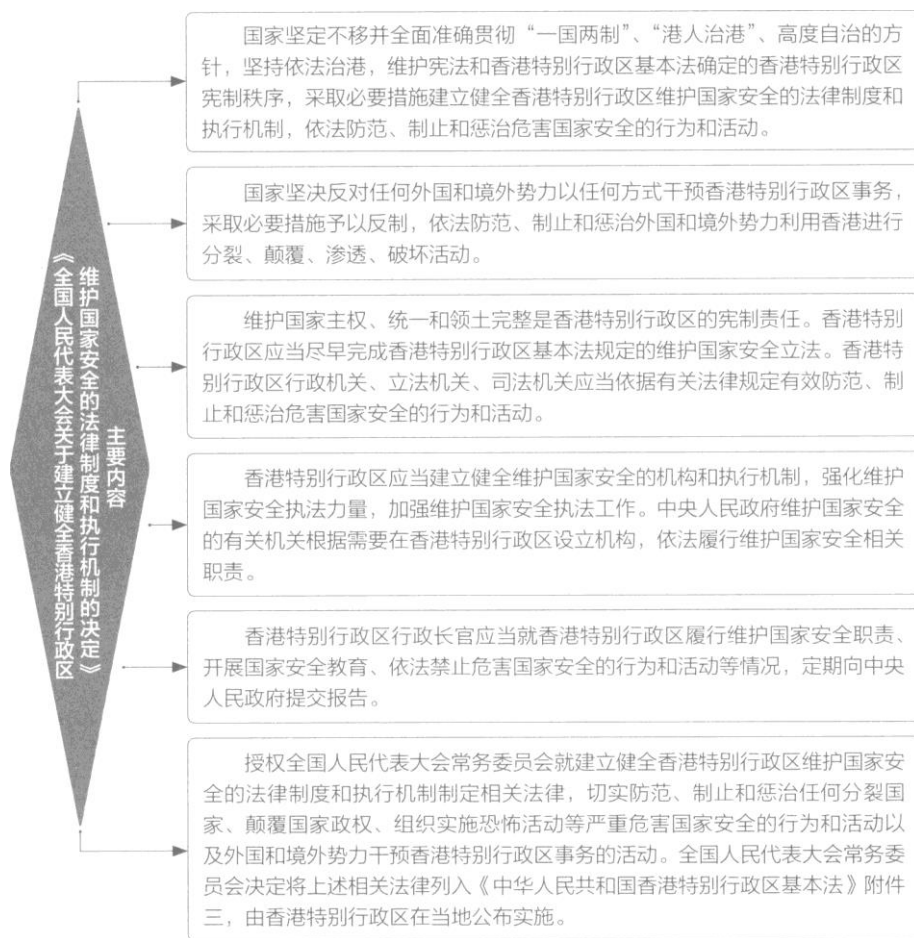 《全国人民代表大会关于建立健全香港特别行政区
维护国家安全的法律制度和执行机制的决定》
主要内容
国家坚定不移并全面准确贯彻“一国两制”、“港人治港”、高度自治的方
针，坚持依法治港，维护宪法和香港特别行政区基本法确定的香港特别行政区
宪制秩序，采取必要措施建立健全香港特别行政区维护国家安全的法律制度和
执行机制，依法防范、制止和惩治危害国家安全的行为和活动。
国家坚决反对任何外国和境外势力以任何方式干预香港特别行政区事务，
采取必要措施予以反制，依法防范、制止和惩治外国和境外势力利用香港进行
分裂、颠覆、渗透、破坏活动。
维护国家主权、统一和领土完整是香港特别行政区的宪制责任。香港特别
行政区应当尽早完成香港特别行政区基本法规定的维护国家安全立法。香港特
别行政区行政机关、立法机关、司法机关应当依据有关法律规定有效防范、制
止和惩治危害国家安全的行为和活动。
香港特别行政区应当建立健全维护国家安全的机构和执行机制，强化维护
国家安全执法力量，加强维护国家安全执法工作。中央人民政府维护国家安全
的有关机关根据需要在香港特别行政区设立机构，依法履行维护国家安全相关
职责。
香港特别行政区行政长官应当就香港特别行政区履行维护国家安全职责、
开展国家安全教育、依法禁止危害国家安全的行为和活动等情况，定期向中央
人民政府提交报告。
授权全国人民代表大会常务委员会就建立健全香港特别行政区维护国家安
全的法律制度和执行机制制定相关法律，切实防范、制止和惩治任何分裂国
家、颠覆国家政权、组织实施恐怖活动等严重危害国家安全的行为和活动以
及外国和境外势力干预香港特别行政区事务的活动。全国人民代表大会常务委
员会决定将上述相关法律列入《中华人民共和国香港特别行政区基本法》附件
三，由香港特别行政区在当地公布实施。